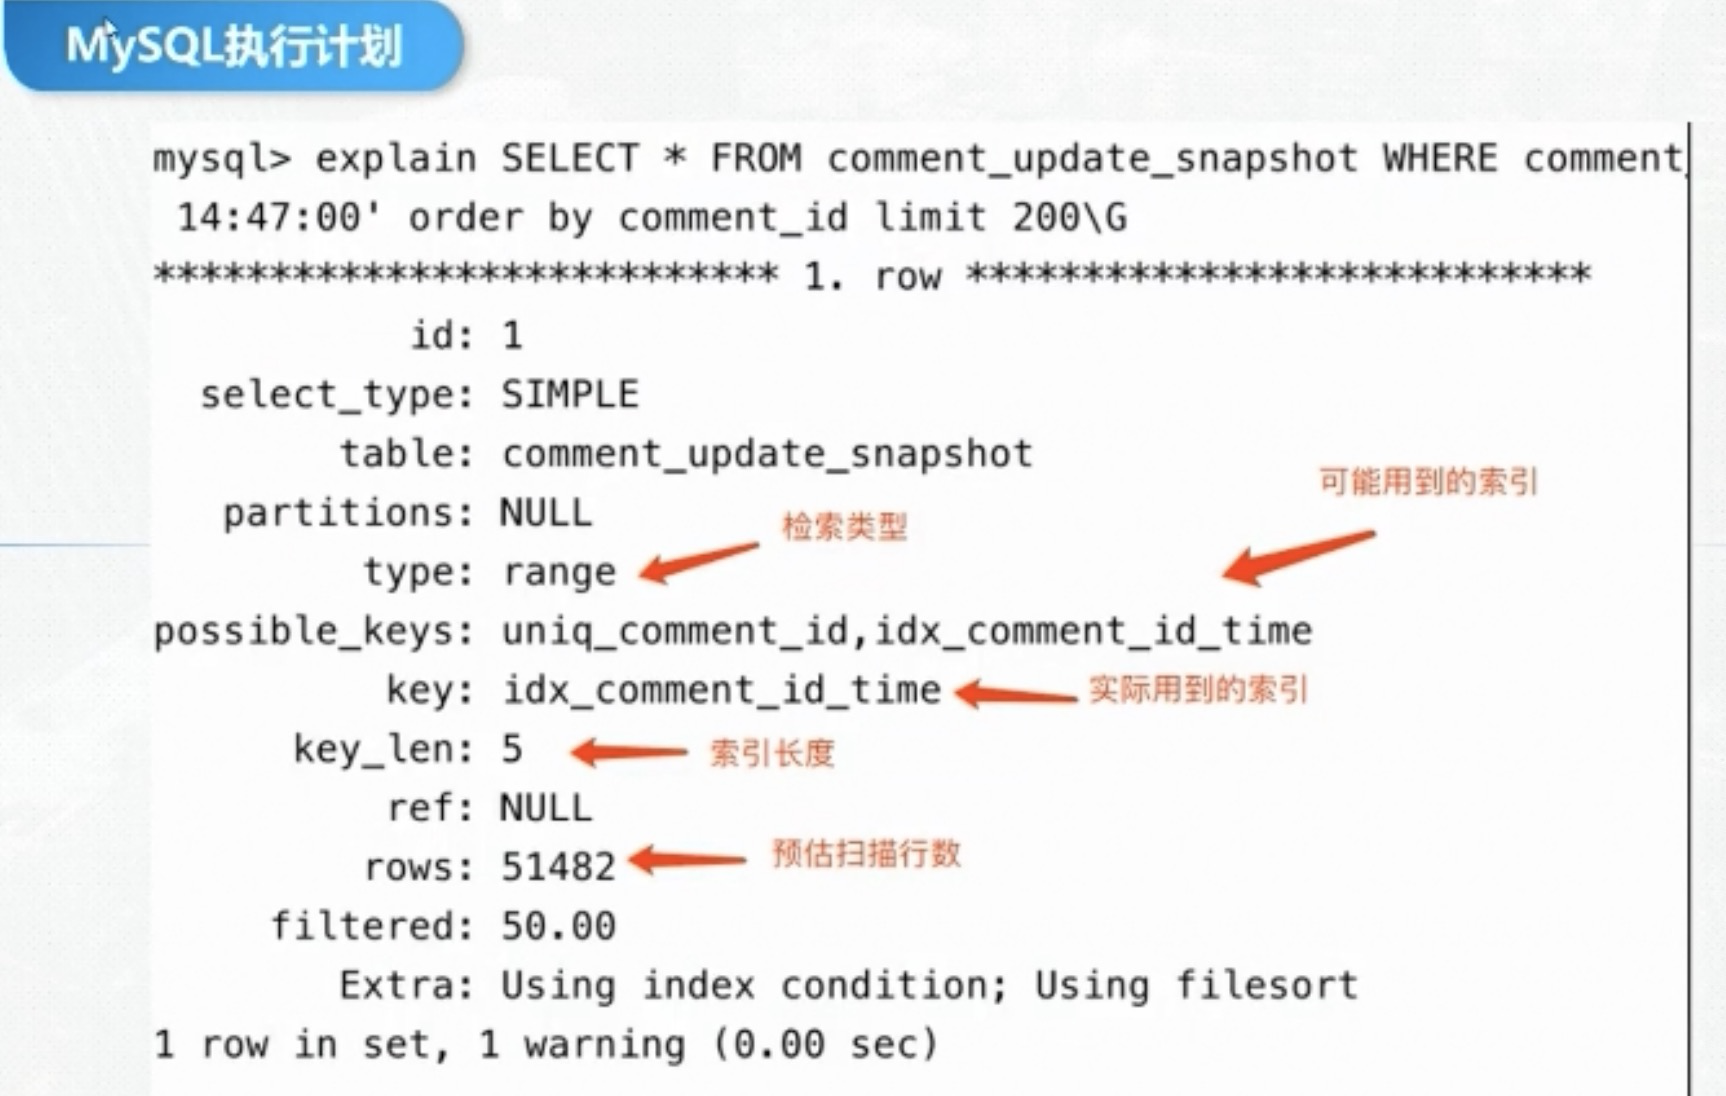 MySQL执行计划
mysql> explain SELECT * FROM comment_update_snapshot WHERE comment_
14:47:00' order by comment_id limit 200\G
*************************** 1. row ***************************
id: 1
select_type: SIMPLE
table: comment_update_snapshot
可能用到的索引
partitions: NULL
检索类型
type: range
possible_keys: uniq_comment_id,idx_comment_id_time
key: idx_comment_id_time 实际用到的索引
key_len: 5 索引长度
ref: NULL
rows: 51482 预估扫描行数
filtered: 50.00
Extra: Using index condition; Using filesort
1 row in set, 1 warning (0.00 sec)